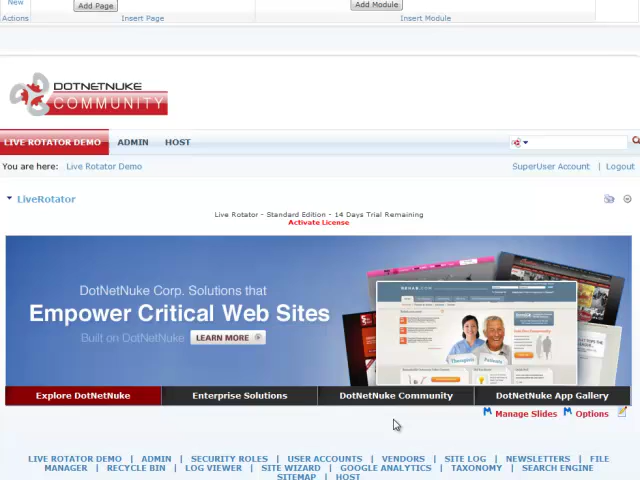 New
Add Page
Add Module
Actions
Insert Page
Insert Module
DOTNETNUKE
COMMUNITY
LIVE ROTATOR DEMO ADMIN HOST
You are here: Live Rotator Demo
SuperUser Account | Logout
LiveRotator
Live Rotator - Standard Edition - 14 Days Trial Remaining
Activate License
DotNetNuke Corp. Solutions that
Empower Critical Web Sites
Built on DotNetNuke LEARN MORE
Therapists
Patients
Explore DotNetNuke Enterprise Solutions DotNetNuke Community DotNetNuke App Gallery
Manage Slides Options
LIVE ROTATOR DEMO | ADMIN | SECURITY ROLES | USER ACCOUNTS | VENDORS | SITE LOG | NEWSLETTERS | FILE
MANAGER | RECYCLE BIN | LOG VIEWER | SITE WIZARD | GOOGLE ANALYTICS | TAXONOMY | SEARCH ENGINE
SITEMAP | HOST